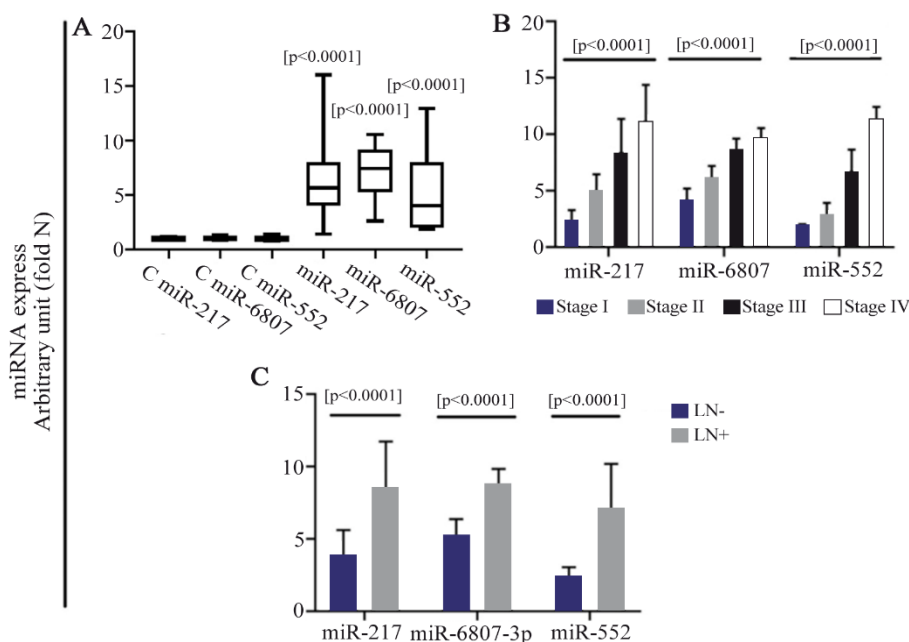 miRNA express
Arbitrary unit (fold N)
A
20
15
10
5
0
[p<0.0001]
[p<0.0001]
[p<0.0001]
C miR-217
C miR-6807
C miR-552
miR-217
miR-6807
miR-552
B
20
15
10
5
0
[p<0.0001]
[p<0.0001]
[p<0.0001]
miR-217
miR-6807
miR-552
Stage I
Stage II
Stage III
Stage IV
C
15
10
5
0
[p<0.0001]
[p<0.0001]
[p<0.0001]
miR-217
miR-6807-3p
miR-552
LN-
LN+